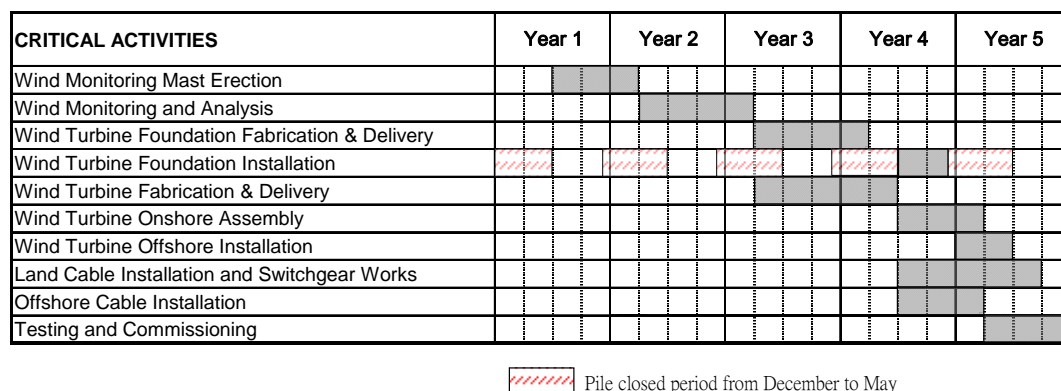 CRITICAL ACTIVITIES Year 1 Year 2 Year 3 Year 4 Year 5
Wind Monitoring Mast Erection
Wind Monitoring and Analysis
Wind Turbine Foundation Fabrication & Delivery
Wind Turbine Foundation Installation
Wind Turbine Fabrication & Delivery
Wind Turbine Onshore Assembly
Wind Turbine Offshore Installation
Land Cable Installation and Switchgear Works
Offshore Cable Installation
Testing and Commissioning
Pile closed period from December to May